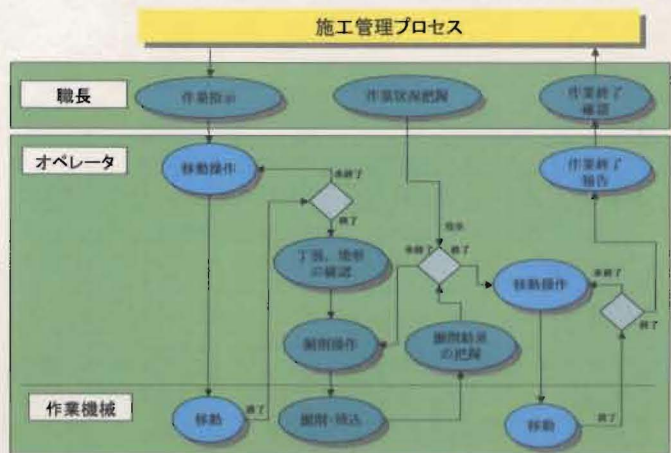 施工管理プロセス
職長
作業指示
作業状況把握
作業終了
確認
オペレータ
移動操作
未終了
終了
作業終了
報告
指示
の確認
未終了
終了
移動操作
未終了
終了
掘削操作
掘削結果
の把握
作業機械
移動
終了
掘削・積込
移動
終了